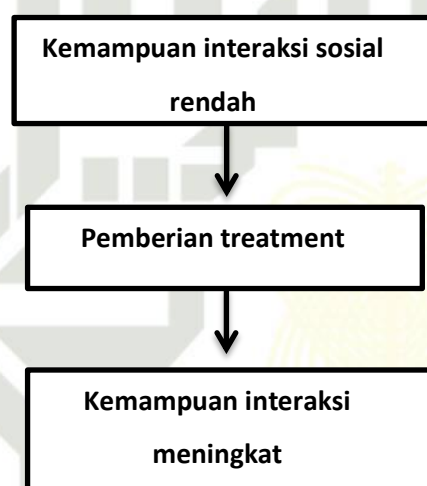 Kemampuan interaksi sosial
rendah
Pemberian treatment
Kemampuan interaksi
meningkat